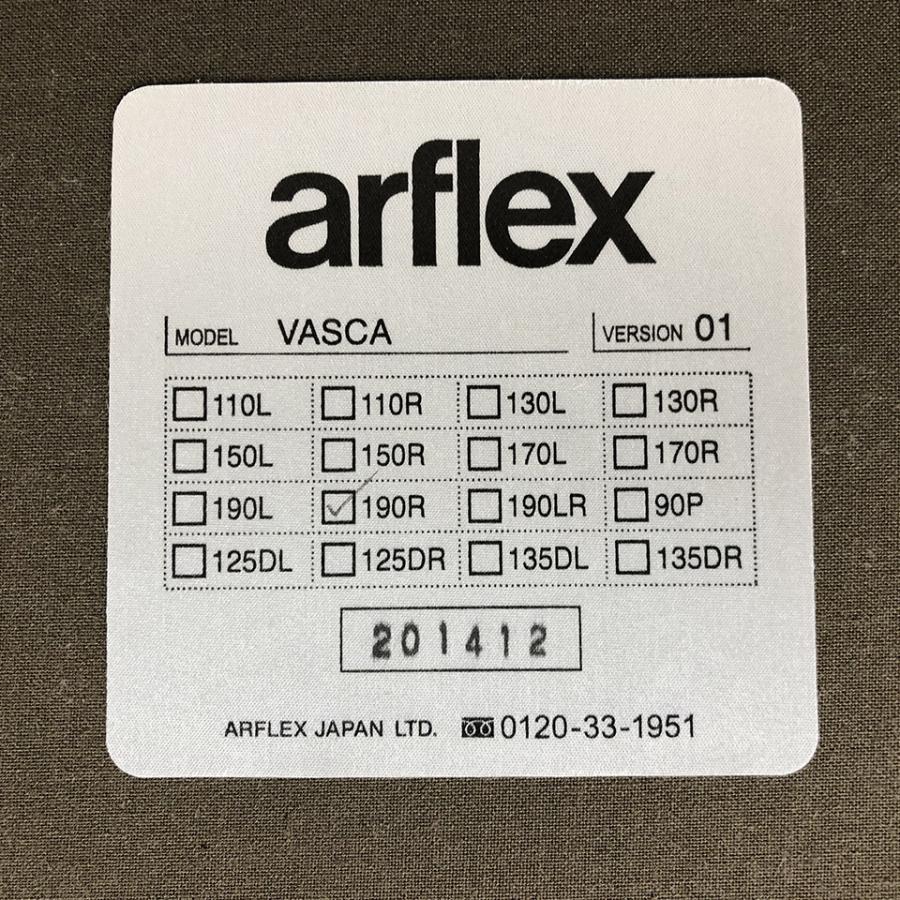 arflex
MODEL VASCA VERSION 01
110L 110R 130L 130R
150L 150R 170L 170R
190L 190R 190LR 90P
125DL 125DR 135DL 135DR
201412
ARFLEX JAPAN LTD. 0120-33-1951